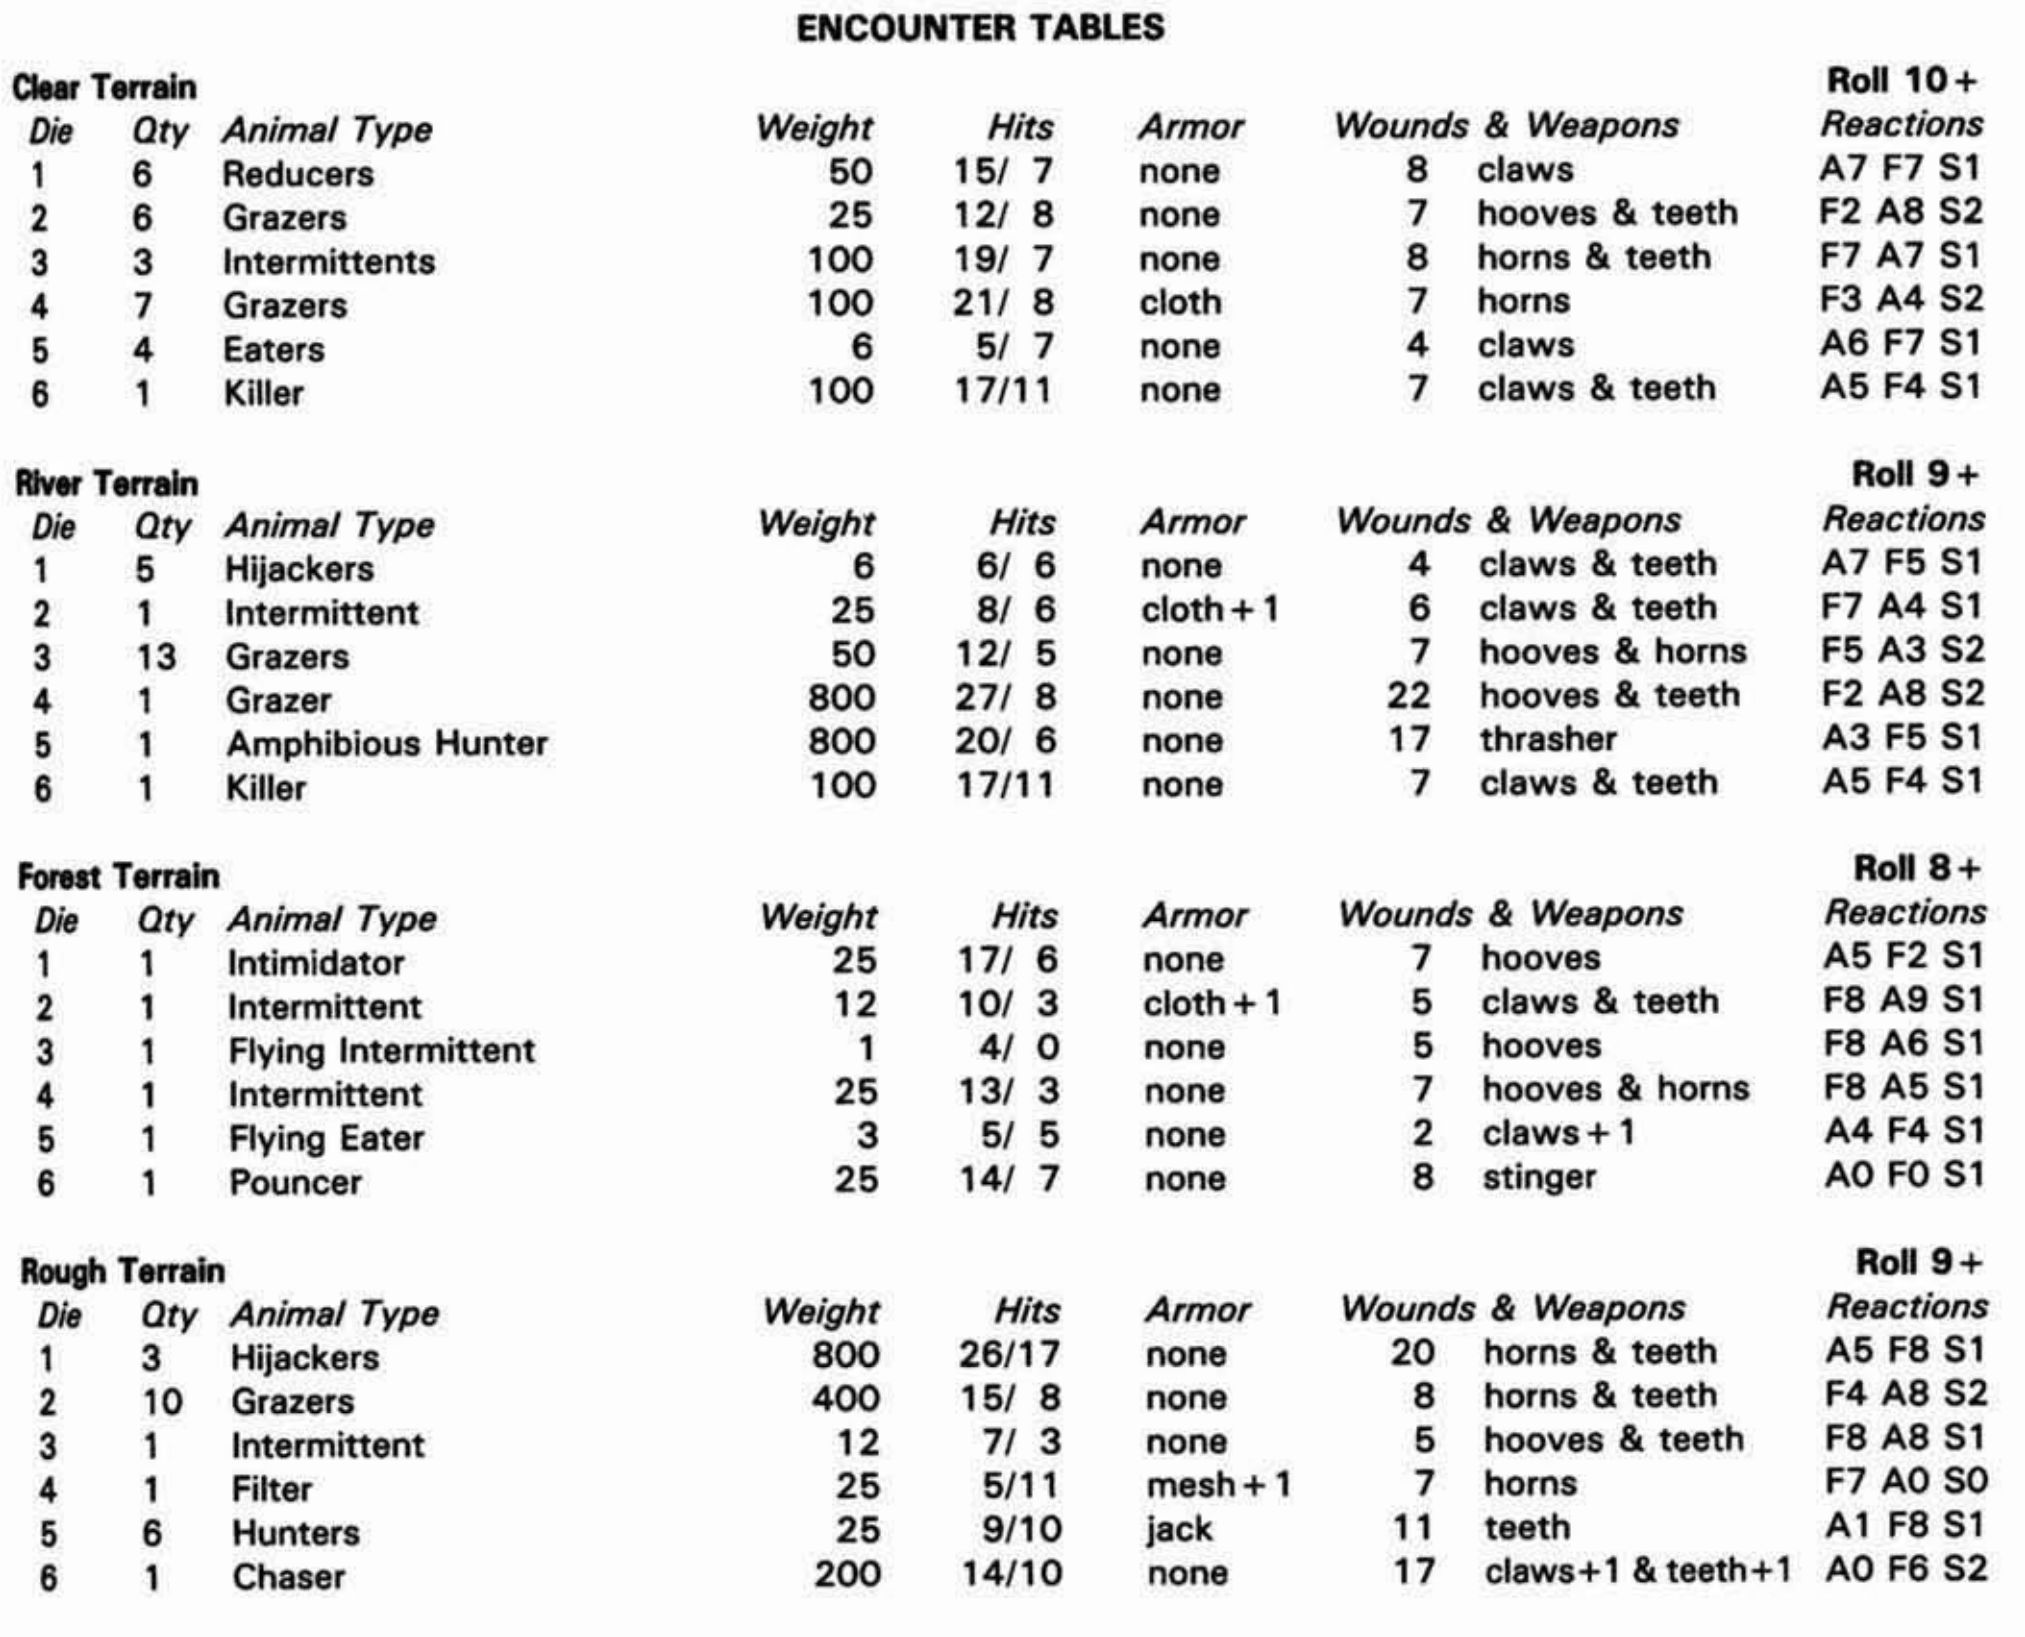 ENCOUNTER TABLES
Clear Terrain Roll 10+
Die Qty Animal Type Weight Hits Armor Wounds & Weapons Reactions
1 6 Reducers 50 15/ 7 none 8 claws A7 F7 S1
2 6 Grazers 25 12/ 8 none 7 hooves & teeth F2 A8 S2
3 3 Intermittents 100 19/ 7 none 8 horns & teeth F7 A7 S1
4 7 Grazers 100 21/ 8 cloth 7 horns F3 A4 S2
5 4 Eaters 6 5/ 7 none 4 claws A6 F7 S1
6 1 Killer 100 17/11 none 7 claws & teeth A5 F4 S1
River Terrain Roll 9+
Die Qty Animal Type Weight Hits Armor Wounds & Weapons Reactions
1 5 Hijackers 6 6/ 6 none 4 claws & teeth A7 F5 S1
2 1 Intermittent 25 8/ 6 cloth+1 6 claws & teeth F7 A4 S1
3 13 Grazers 50 12/ 5 none 7 hooves & horns F5 A3 S2
4 1 Grazer 800 27/ 8 none 22 hooves & teeth F2 A8 S2
5 1 Amphibious Hunter 800 20/ 6 none 17 thrasher A3 F5 S1
6 1 Killer 100 17/11 none 7 claws & teeth A5 F4 S1
Forest Terrain Roll 8+
Die Qty Animal Type Weight Hits Armor Wounds & Weapons Reactions
1 1 Intimidator 25 17/ 6 none 7 hooves A5 F2 S1
2 1 Intermittent 12 10/ 3 cloth+1 5 claws & teeth F8 A9 S1
3 1 Flying Intermittent 1 4/ 0 none 5 hooves F8 A6 S1
4 1 Intermittent 25 13/ 3 none 7 hooves & horns F8 A5 S1
5 1 Flying Eater 3 5/ 5 none 2 claws+1 A4 F4 S1
6 1 Pouncer 25 14/ 7 none 8 stinger A0 F0 S1
Rough Terrain Roll 9+
Die Qty Animal Type Weight Hits Armor Wounds & Weapons Reactions
1 3 Hijackers 800 26/17 none 20 horns & teeth A5 F8 S1
2 10 Grazers 400 15/ 8 none 8 horns & teeth F4 A8 S2
3 1 Intermittent 12 7/ 3 none 5 hooves & teeth F8 A8 S1
4 1 Filter 25 5/11 mesh+1 7 horns F7 A0 S0
5 6 Hunters 25 9/10 jack 11 teeth A1 F8 S1
6 1 Chaser 200 14/10 none 17 claws+1 & teeth+1 A0 F6 S2